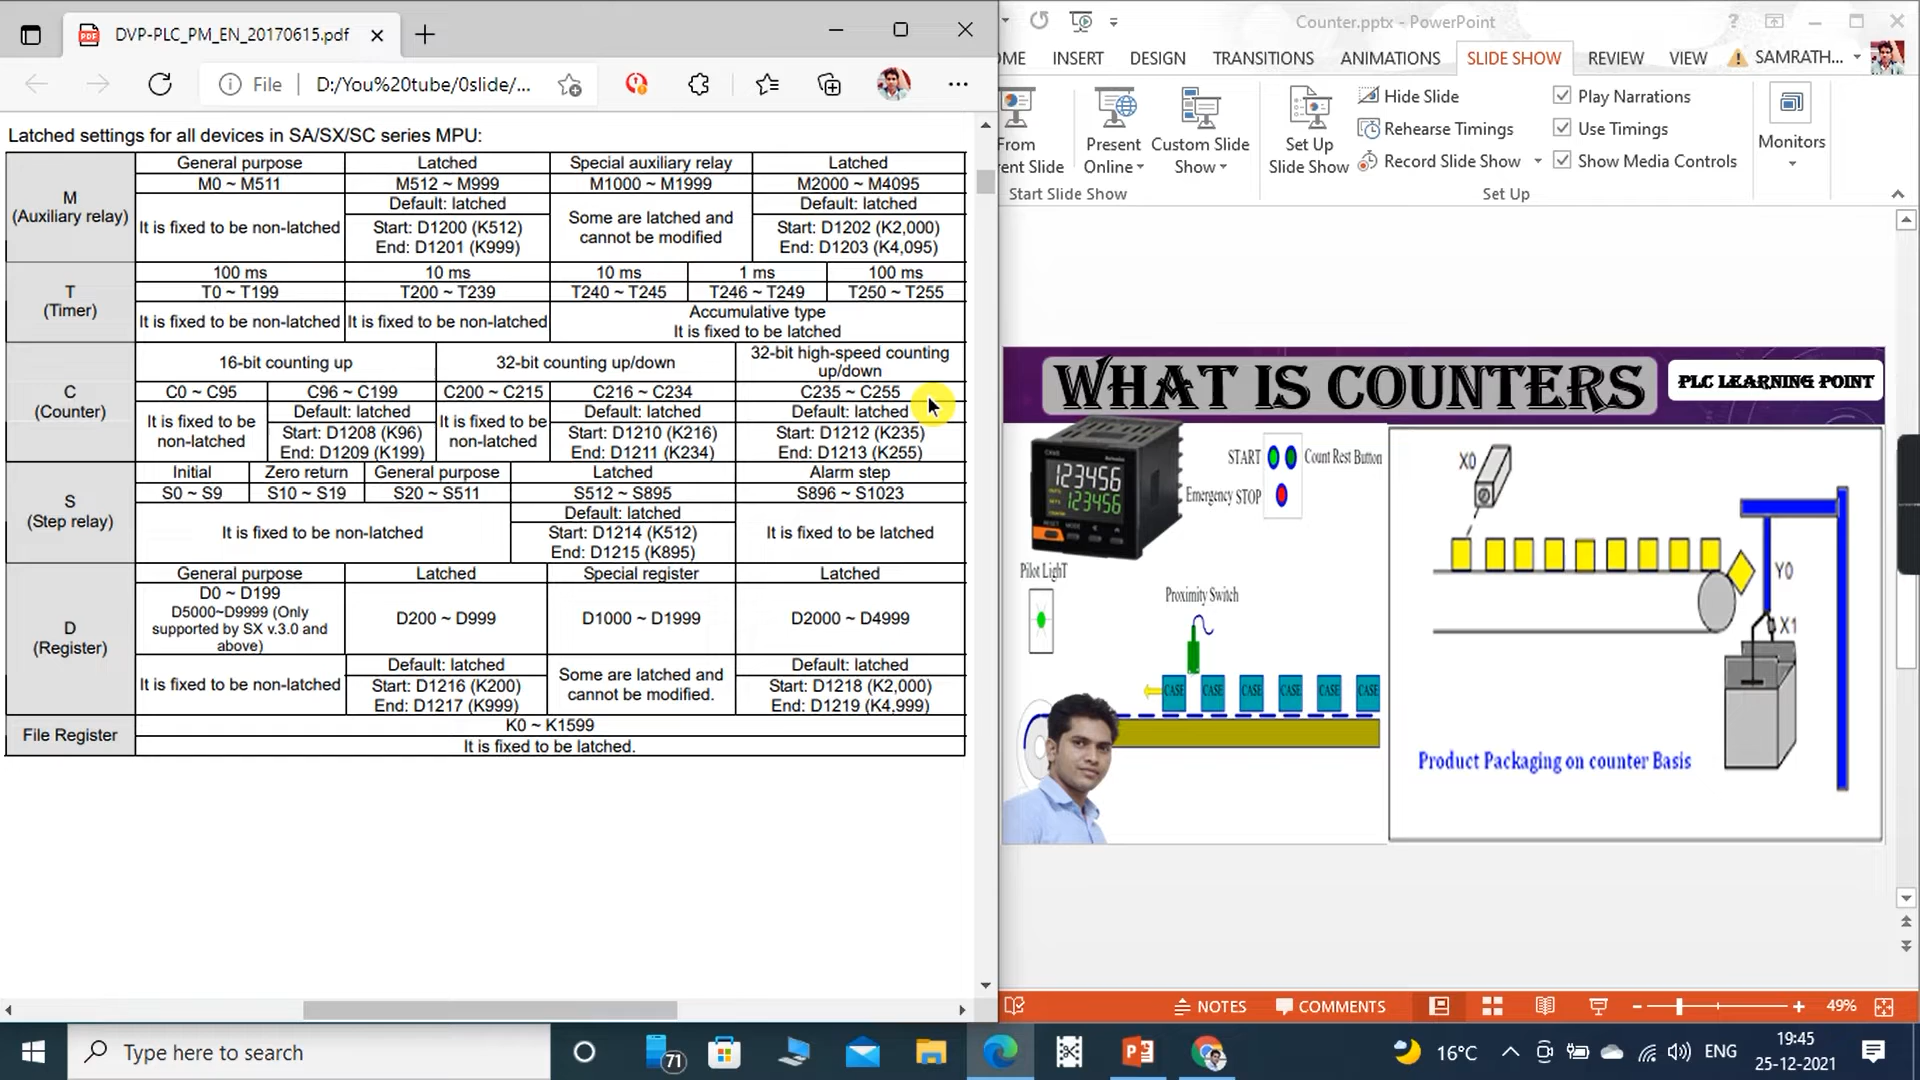 DVP-PLC_PM_EN_20170615.pdf
File
D:/You%20tube/0slide/...
Latched settings for all devices in SA/SX/SC series MPU:
M
(Auxiliary relay)
General purpose
Latched
Special auxiliary relay
Latched
M0 ~ M511
M512 ~ M999
M1000 ~ M1999
M2000 ~ M4095
It is fixed to be non-latched
Default: latched
Start: D1200 (K512)
End: D1201 (K999)
Some are latched and
cannot be modified
Default: latched
Start: D1202 (K2,000)
End: D1203 (K4,095)
T
(Timer)
100 ms
10 ms
10 ms
1 ms
100 ms
T0 ~ T199
T200 ~ T239
T240 ~ T245
T246 ~ T249
T250 ~ T255
It is fixed to be non-latched
It is fixed to be non-latched
Accumulative type
It is fixed to be latched
C
(Counter)
16-bit counting up
32-bit counting up/down
32-bit high-speed counting
up/down
C0 ~ C95
C96 ~ C199
C200 ~ C215
C216 ~ C234
C235 ~ C255
It is fixed to be
non-latched
Default: latched
Start: D1208 (K96)
End: D1209 (K199)
It is fixed to be
non-latched
Default: latched
Start: D1210 (K216)
End: D1211 (K234)
Default: latched
Start: D1212 (K235)
End: D1213 (K255)
S
(Step relay)
Initial
Zero return
General purpose
Latched
Alarm step
S0 ~ S9
S10 ~ S19
S20 ~ S511
S512 ~ S895
S896 ~ S1023
It is fixed to be non-latched
Default: latched
Start: D1214 (K512)
End: D1215 (K895)
It is fixed to be latched
D
(Register)
General purpose
Latched
Special register
Latched
D0 ~ D199
D5000~D9999 (Only
supported by SX v.3.0 and
above)
D200 ~ D999
D1000 ~ D1999
D2000 ~ D4999
It is fixed to be non-latched
Default: latched
Start: D1216 (K200)
End: D1217 (K999)
Some are latched and
cannot be modified.
Default: latched
Start: D1218 (K2,000)
End: D1219 (K4,999)
File Register
K0 ~ K1599
It is fixed to be latched.
Counter.pptx - PowerPoint
OME
INSERT
DESIGN
TRANSITIONS
ANIMATIONS
SLIDE SHOW
REVIEW
VIEW
SAMRATH...
From
rent Slide
Present
Online
Custom Slide
Show
Start Slide Show
Set Up
Slide Show
Hide Slide
Rehearse Timings
Record Slide Show
Play Narrations
Use Timings
Show Media Controls
Set Up
Monitors
WHAT IS COUNTERS
PLC LEARNING POINT
123456
123456
START
Count Rest Button
Emergency STOP
Pilot LighT
Proximity Switch
CASE
CASE
CASE
CASE
CASE
CASE
X0
Y0
X1
Product Packaging on counter Basis
NOTES
COMMENTS
49%
Type here to search
71
16°C
ENG
19:45
25-12-2021